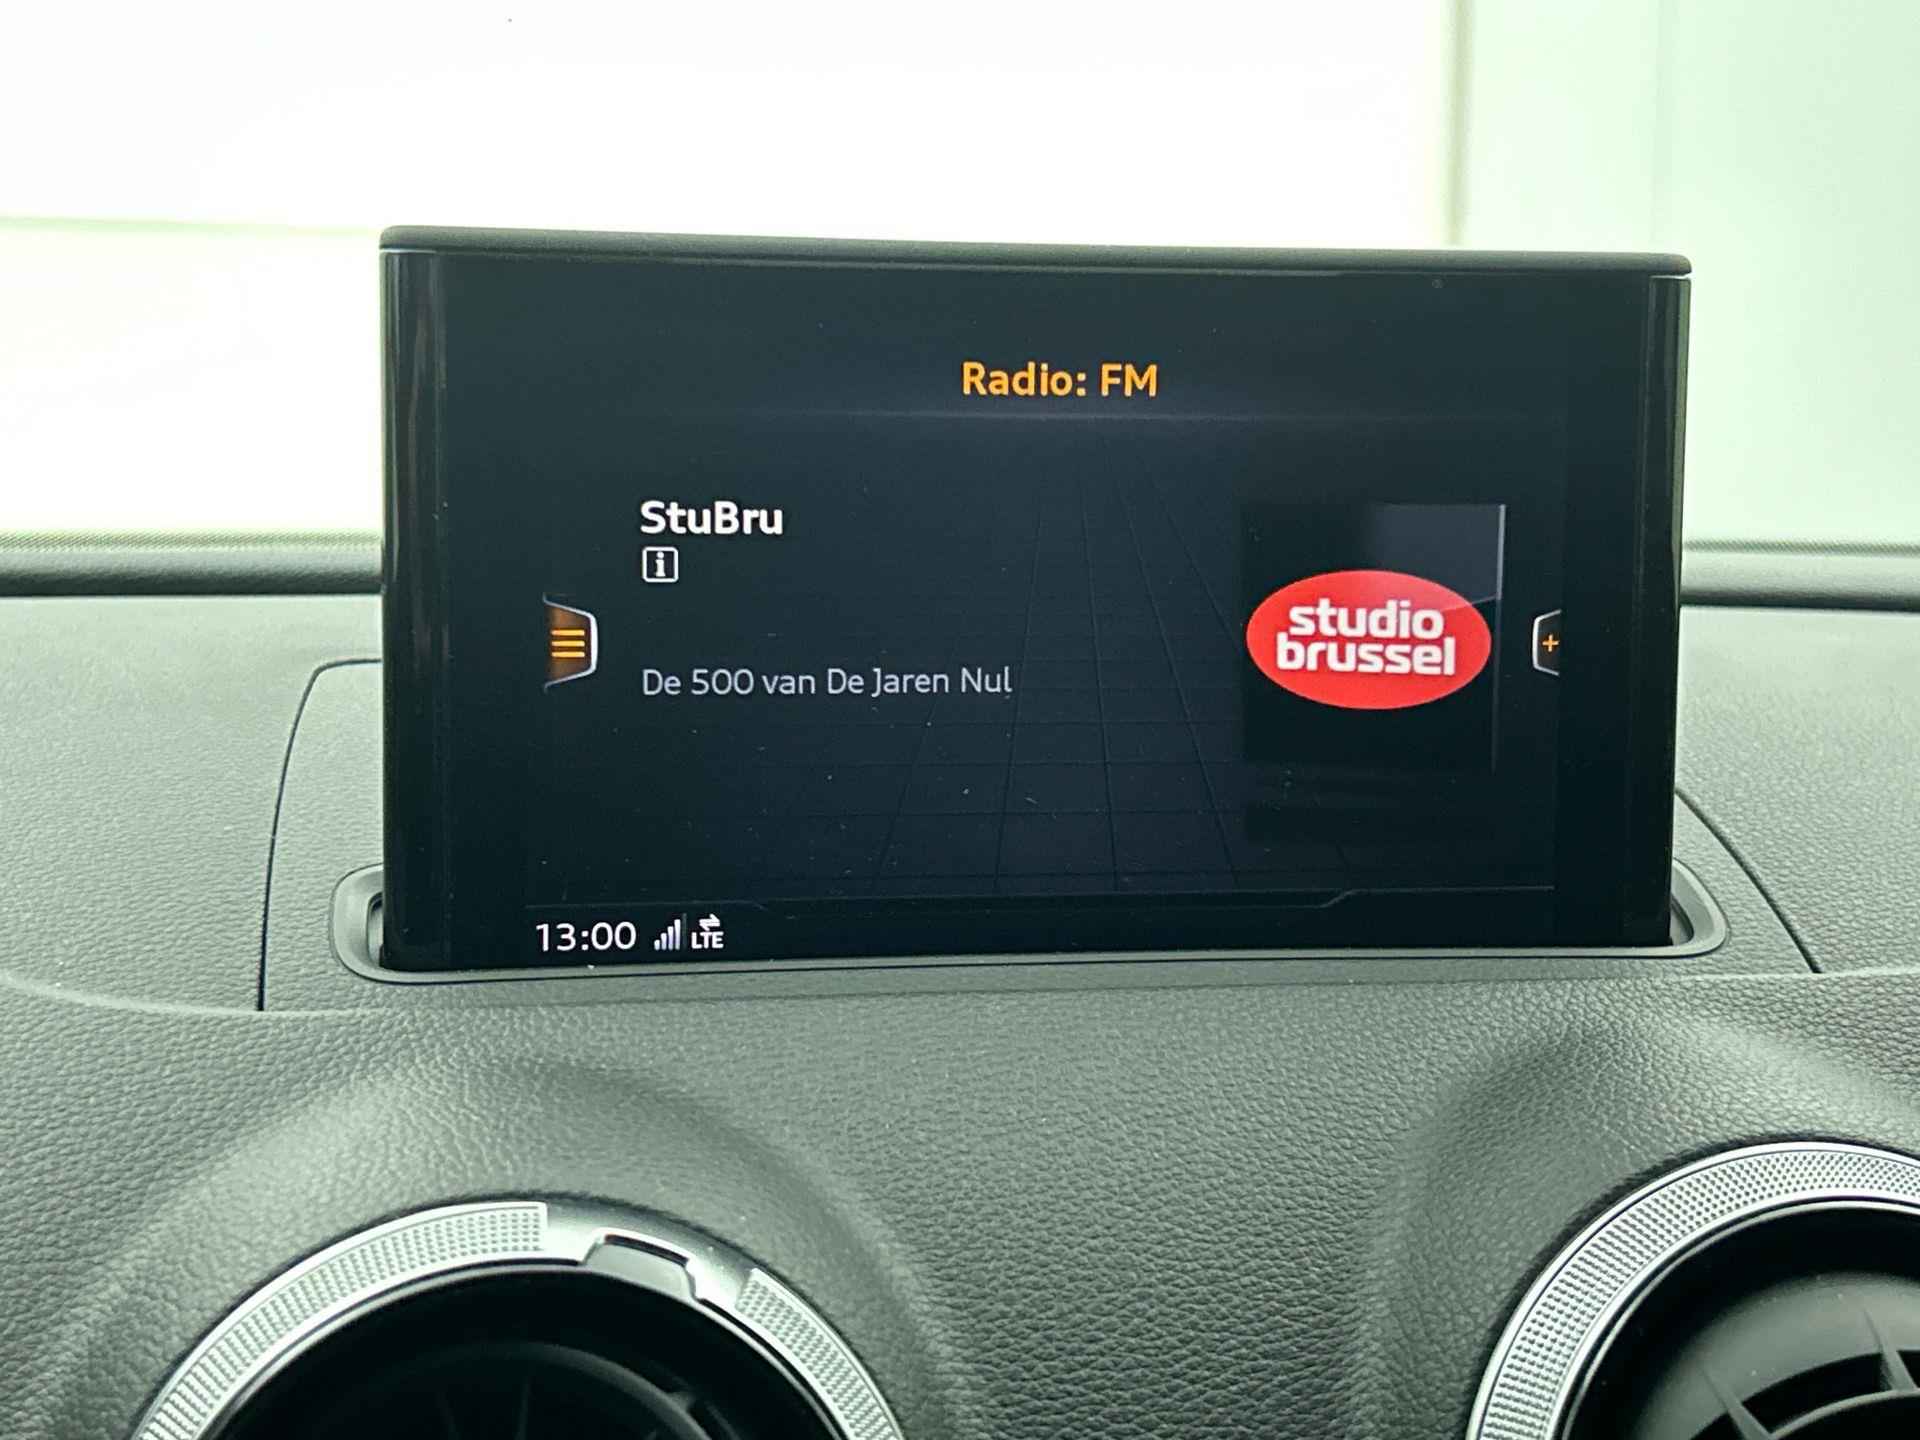 Radio: FM
StuBru
i
De 500 van De Jaren Nul
studio
brussel
+
13:00 LTE